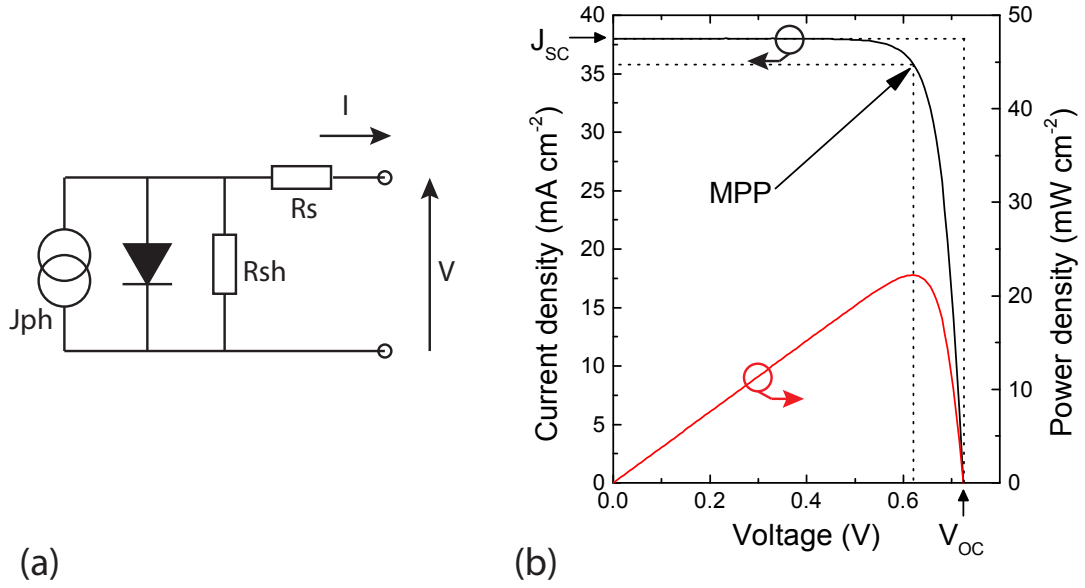 I
Rs
Rsh
Jph
V
(a)
J_SC
40
35
30
25
20
15
10
5
0
Current density (mA cm⁻²)
MPP
50
40
30
20
10
0
Power density (mW cm⁻²)
0.0 0.2 0.4 0.6
Voltage (V)
V_OC
(b)